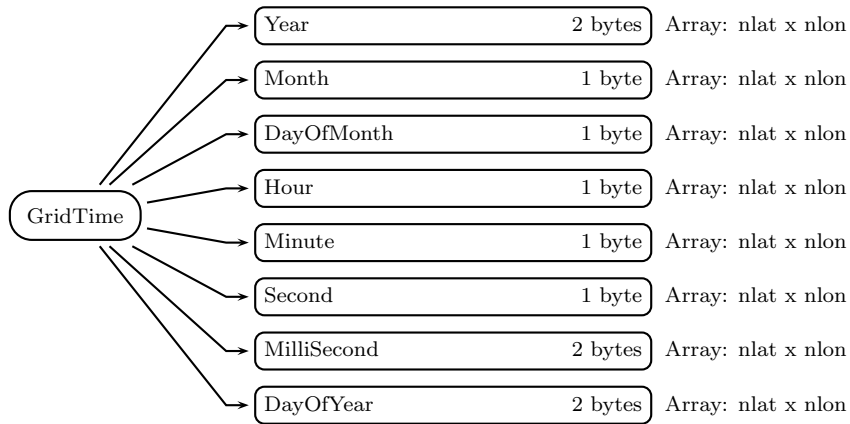 Year 2 bytes Array: nlat x nlon
Month 1 byte Array: nlat x nlon
DayOfMonth 1 byte Array: nlat x nlon
Hour 1 byte Array: nlat x nlon
GridTime
Minute 1 byte Array: nlat x nlon
Second 1 byte Array: nlat x nlon
MilliSecond 2 bytes Array: nlat x nlon
DayOfYear 2 bytes Array: nlat x nlon